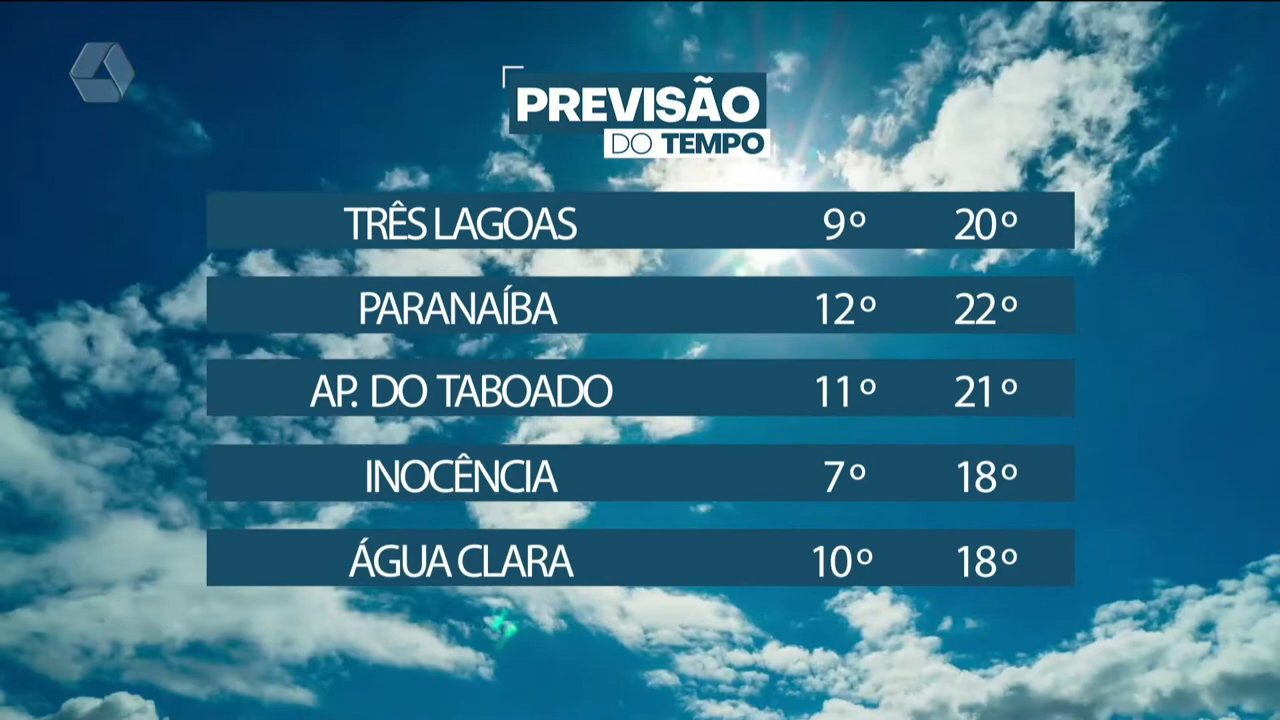 PREVISÃO
DO TEMPO
TRÊS LAGOAS 9º 20º
PARANAÍBA 12º 22º
AP. DO TABOADO 11º 21º
INOCÊNCIA 7º 18º
ÁGUA CLARA 10º 18º